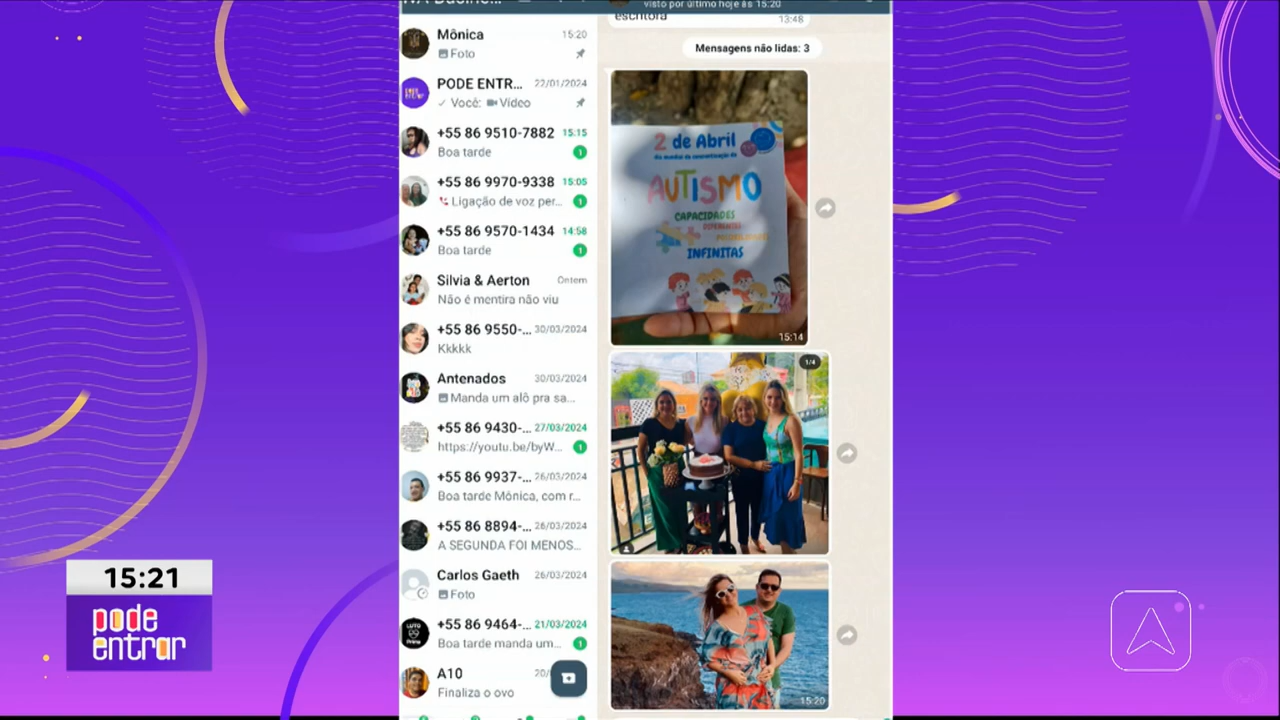 visto por último hoje às 15:20
escritora
13:48
Mensagens não lidas: 3
Mônica 15:20
Foto
PODE ENTR... 22/01/2024
Você: Vídeo
+55 86 9510-7882 15:15
Boa tarde 1
+55 86 9970-9338 15:05
Ligação de voz per... 1
+55 86 9570-1434 14:58
Boa tarde 1
Silvia & Aerton Ontem
Não é mentira não viu
+55 86 9550-... 30/03/2024
Kkkkk
Antenados 30/03/2024
Manda um alô pra sa...
+55 86 9430-... 27/03/2024
https://youtu.be/byW... 1
+55 86 9937-... 26/03/2024
Boa tarde Mônica, com r...
+55 86 8894-... 26/03/2024
A SEGUNDA FOI MENOS...
Carlos Gaeth 26/03/2024
Foto
+55 86 9464-... 21/03/2024
Boa tarde manda um... 1
A10 20/
Finaliza o ovo
2 de Abril
dia mundial da conscientização do
AUTISMO
CAPACIDADES
DIFERENTES
INFINITAS
15:14
1/4
15:20
15:21
pode
entrar